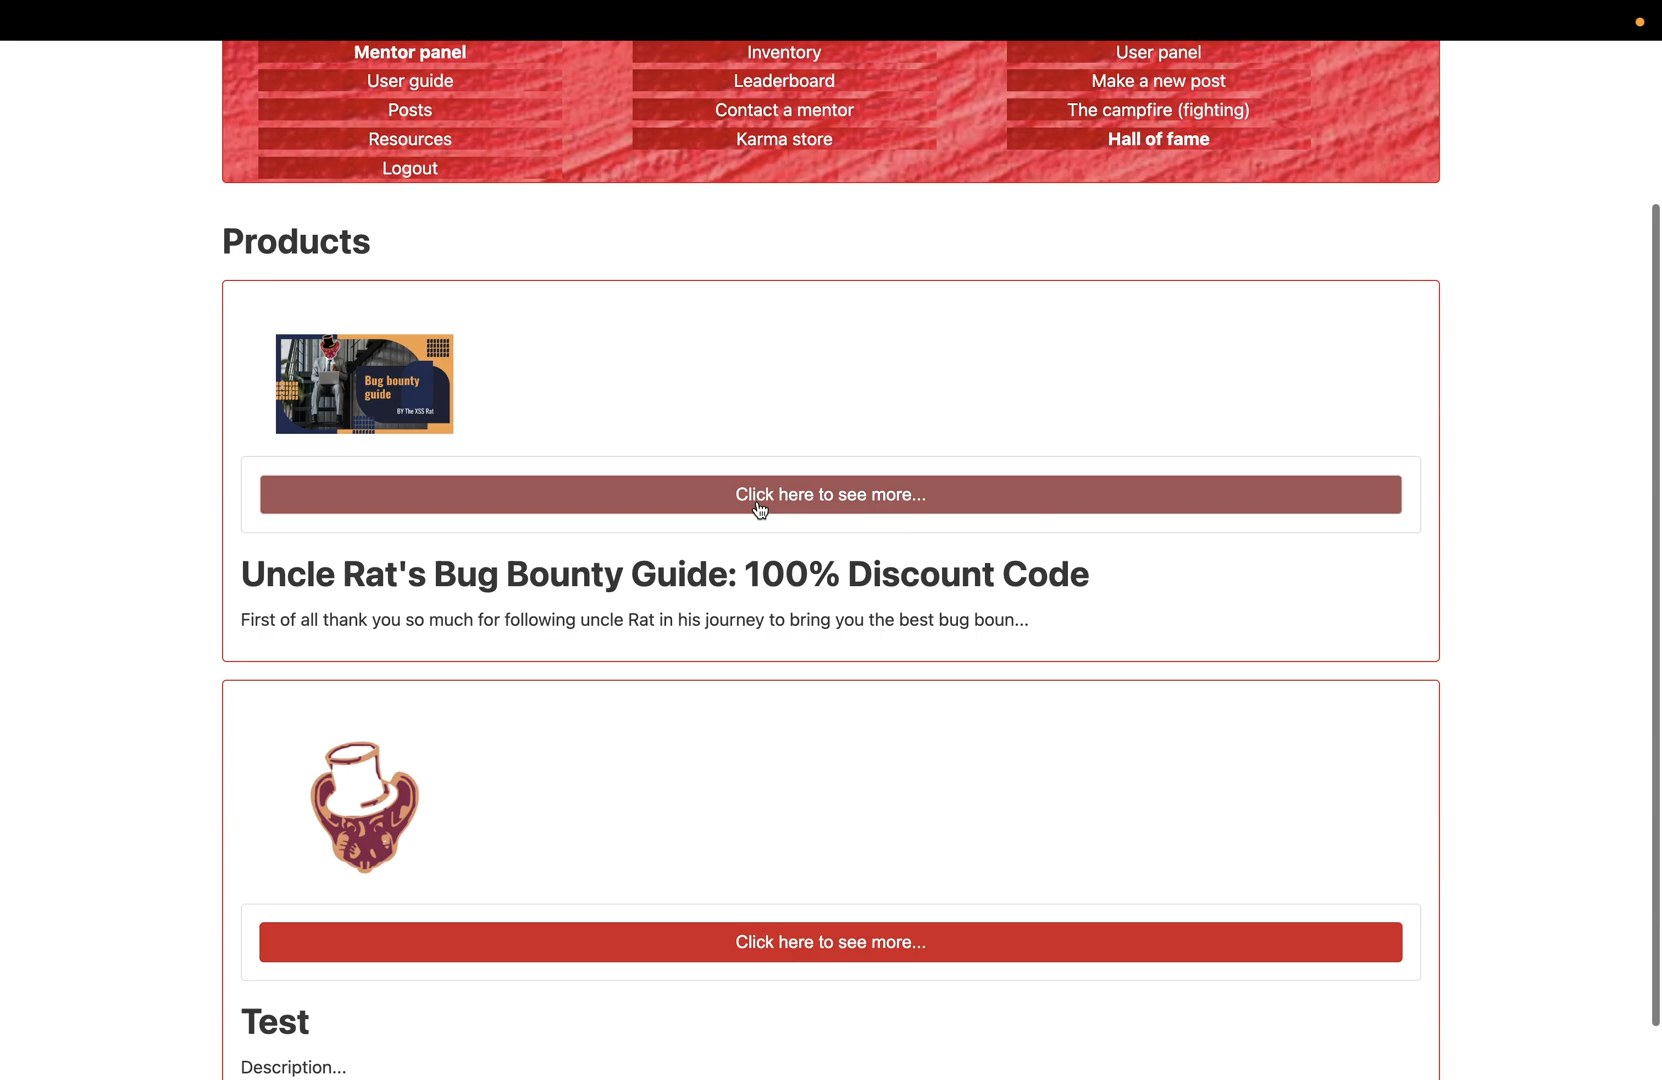 Mentor panel
Inventory
User panel
User guide
Leaderboard
Make a new post
Posts
Contact a mentor
The campfire (fighting)
Resources
Karma store
Hall of fame
Logout
Products
Bug bounty
guide
BY The XSS Rat
Click here to see more...
Uncle Rat's Bug Bounty Guide: 100% Discount Code
First of all thank you so much for following uncle Rat in his journey to bring you the best bug boun...
Click here to see more...
Test
Description...